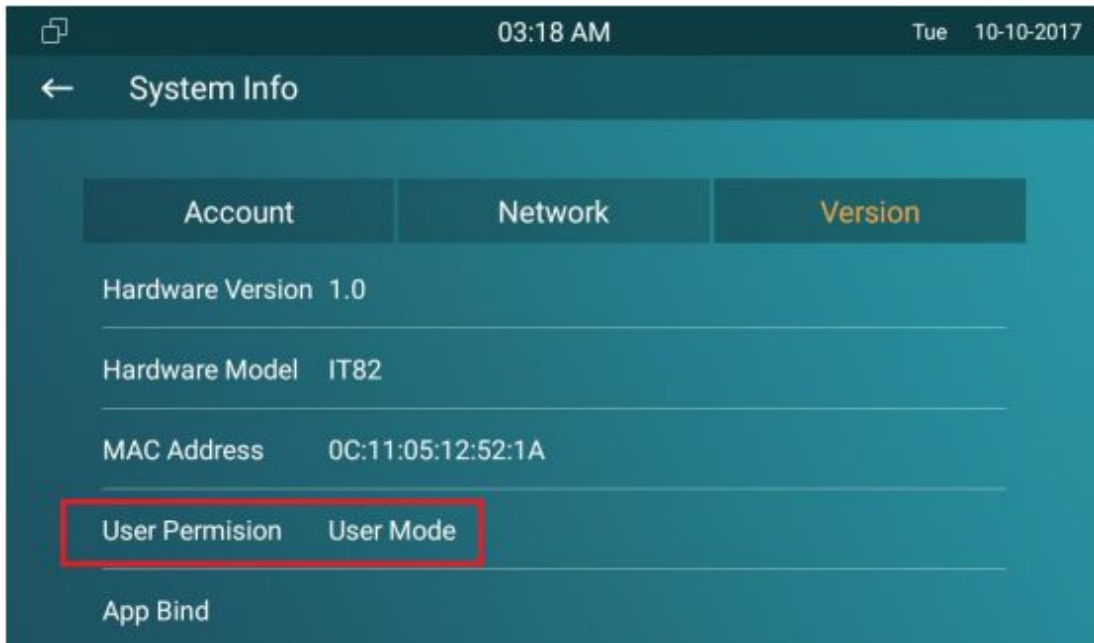 03:18 AM Tue 10-10-2017
System Info
Account Network Version
Hardware Version 1.0
Hardware Model IT82
MAC Address 0C:11:05:12:52:1A
User Permision User Mode
App Bind